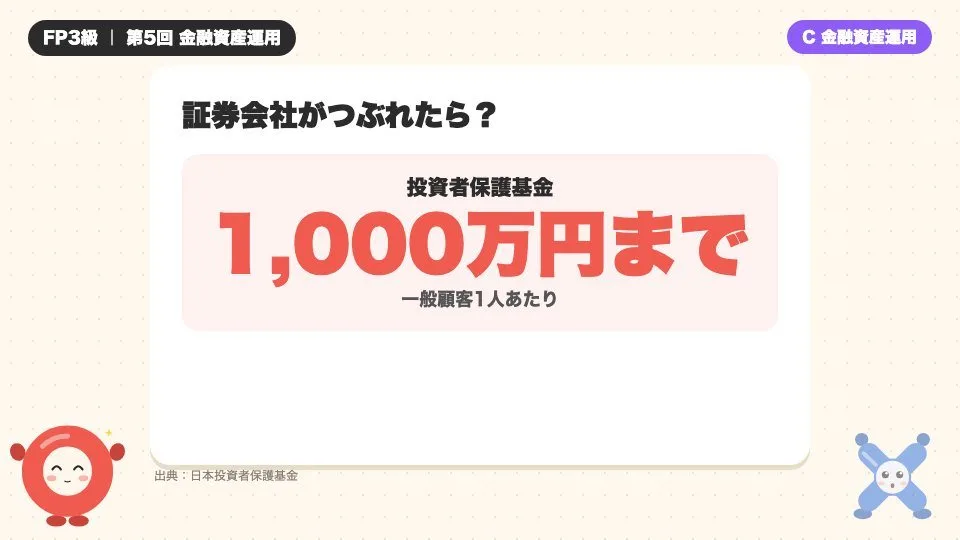 FP3級 | 第5回 金融資産運用
C 金融資産運用
証券会社がつぶれたら？
投資者保護基金
1,000万円まで
一般顧客1人あたり
出典：日本投資者保護基金